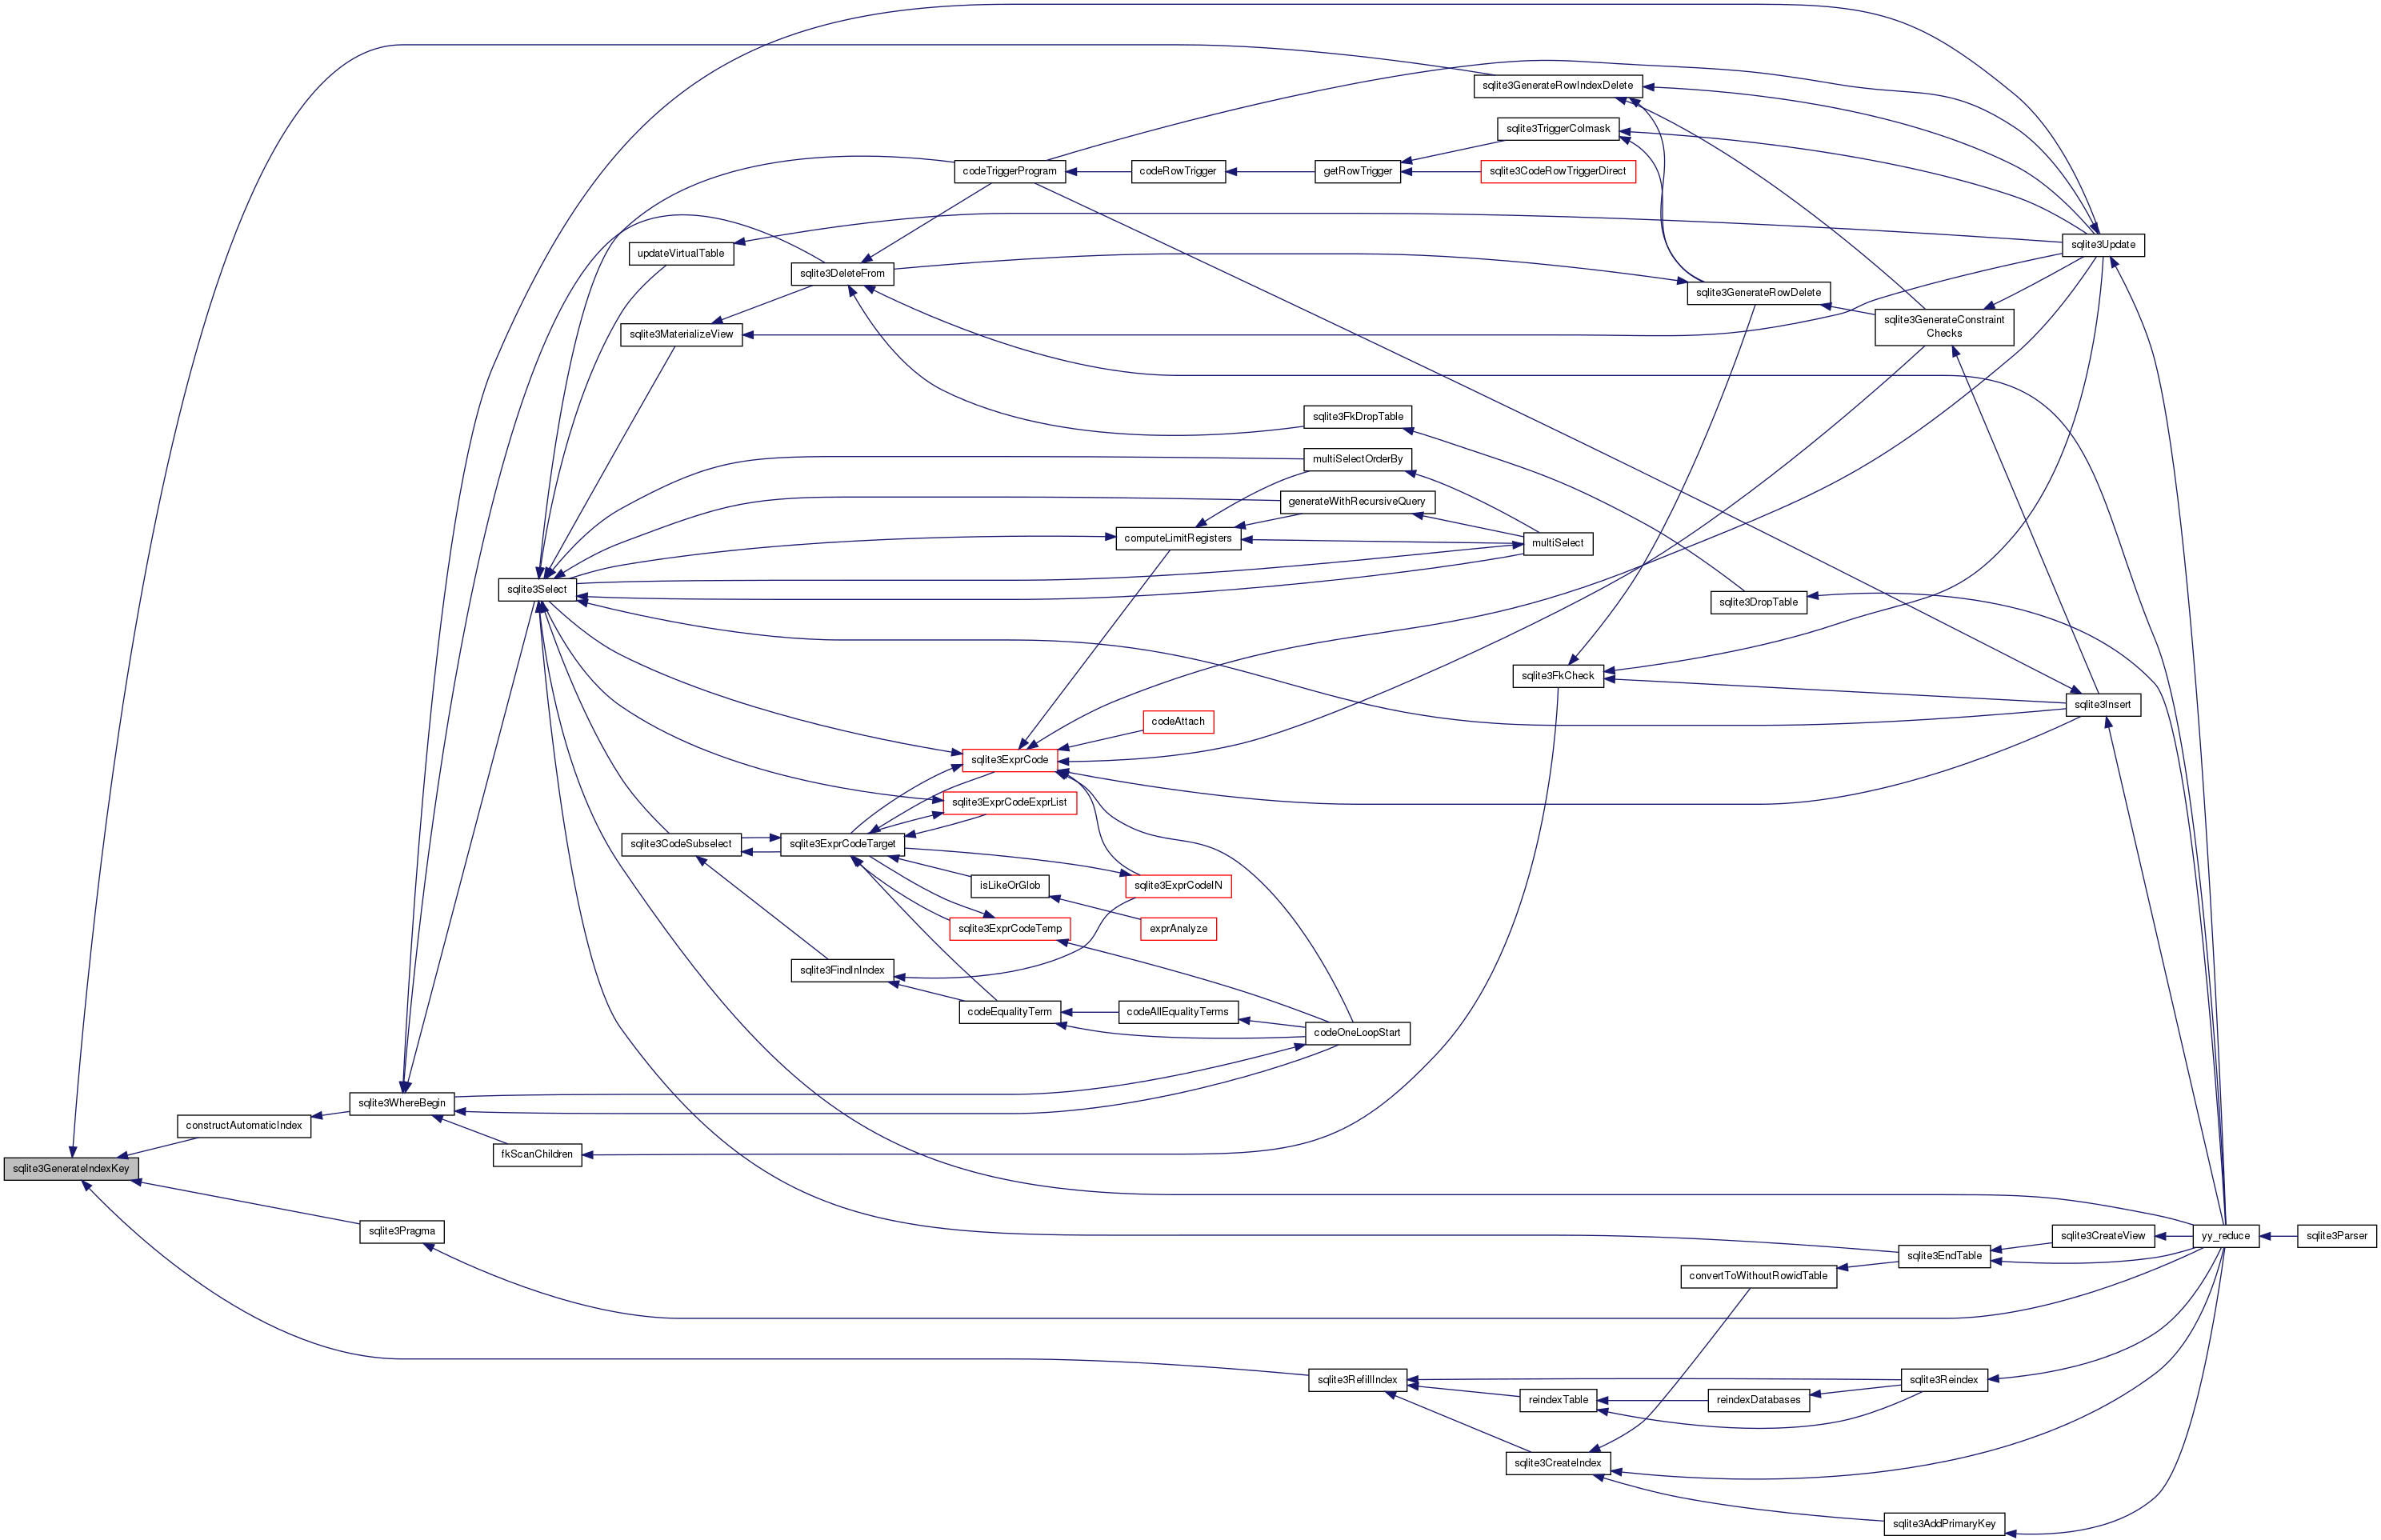 sqlite3GenerateRowIndexDelete
sqlite3TriggerColmask
codeTriggerProgram
codeRowTrigger
getRowTrigger
sqlite3CodeRowTriggerDirect
updateVirtualTable
sqlite3Update
sqlite3DeleteFrom
sqlite3GenerateRowDelete
sqlite3MaterializeView
sqlite3GenerateConstraint
Checks
sqlite3FkDropTable
multiSelectOrderBy
generateWithRecursiveQuery
computeLimitRegisters
multiSelect
sqlite3Select
sqlite3DropTable
sqlite3FkCheck
sqlite3Insert
codeAttach
sqlite3ExprCode
sqlite3ExprCodeExprList
sqlite3CodeSubselect
sqlite3ExprCodeTarget
isLikeOrGlob
sqlite3ExprCodeIN
sqlite3ExprCodeTemp
exprAnalyze
sqlite3FindInIndex
codeEqualityTerm
codeAllEqualityTerms
codeOneLoopStart
sqlite3WhereBegin
constructAutomaticIndex
fkScanChildren
sqlite3GenerateIndexKey
sqlite3Pragma
sqlite3CreateView
yy_reduce
sqlite3Parser
sqlite3EndTable
convertToWithoutRowidTable
sqlite3RefillIndex
sqlite3Reindex
reindexTable
reindexDatabases
sqlite3CreateIndex
sqlite3AddPrimaryKey